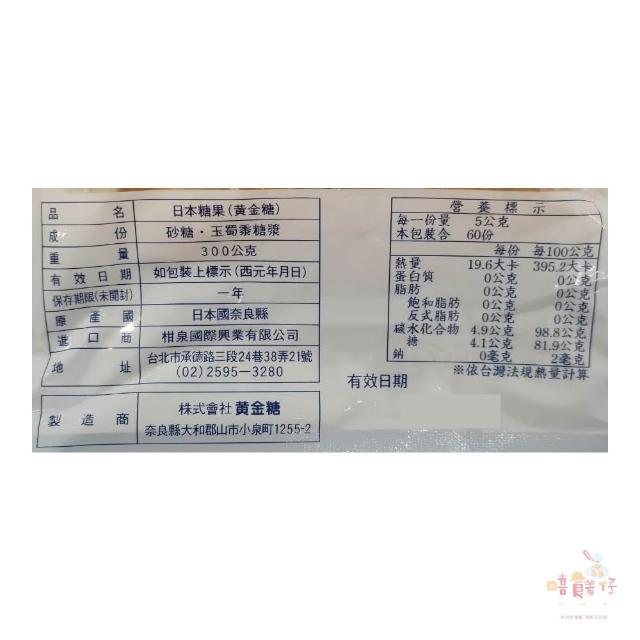 品名 日本糖果(黃金糖)
成份 砂糖・玉蜀黍糖漿
重量 300公克
有效日期 如包裝上標示(西元年月日)
保存期限(未開封) 一年
原產國 日本國奈良縣
進口商 柑泉國際興業有限公司
地址 台北市承德路三段24巷38弄21號
(02)2595-3280
製造商 株式會社 黄金糖
奈良縣大和郡山市小泉町1255-2
營養標示
每一份量 5公克
本包裝含 60份
每份 每100公克
熱量 19.6大卡 395.2大卡
蛋白質 0公克 0公克
脂肪 0公克 0公克
飽和脂肪 0公克 0公克
反式脂肪 0公克 0公克
碳水化合物 4.9公克 98.8公克
糖 4.1公克 81.9公克
鈉 0毫克 2毫克
※依台灣法規熱量計算
有效日期